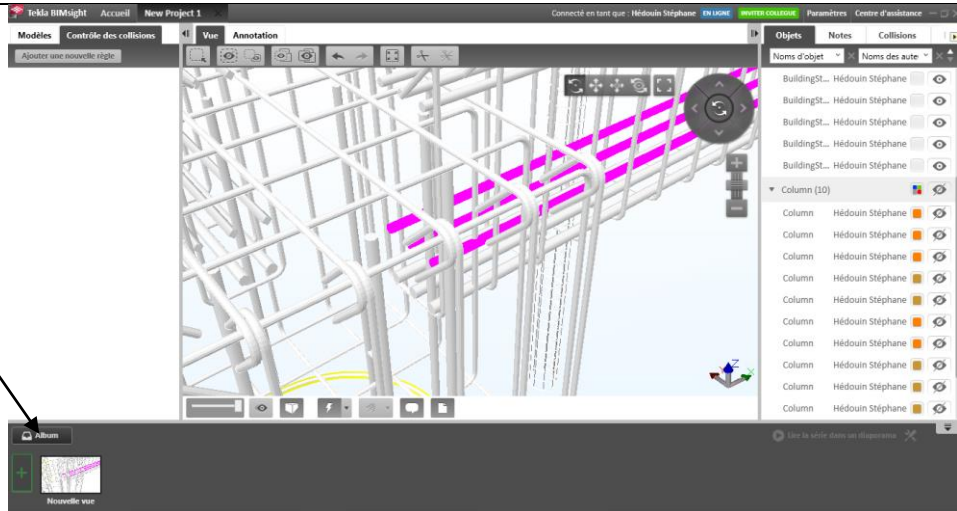 Tekla BIMsight Accueil New Project 1 Connecté en tant que : Hédouin Stéphane EN LIGNE INVITER COLLEGUE Paramètres Centre d'assistance
Modèles Contrôle des collisions Vue Annotation Objets Notes Collisions
Ajouter une nouvelle règle
Noms d'objet Noms des aute
BuildingSt... Hédouin Stéphane
BuildingSt... Hédouin Stéphane
BuildingSt... Hédouin Stéphane
BuildingSt... Hédouin Stéphane
BuildingSt... Hédouin Stéphane
Column (10)
Column Hédouin Stéphane
Column Hédouin Stéphane
Column Hédouin Stéphane
Column Hédouin Stéphane
Column Hédouin Stéphane
Column Hédouin Stéphane
Column Hédouin Stéphane
Column Hédouin Stéphane
Column Hédouin Stéphane
Column Hédouin Stéphane
Z
X
Album Lire la série dans un diaporama
Nouvelle vue